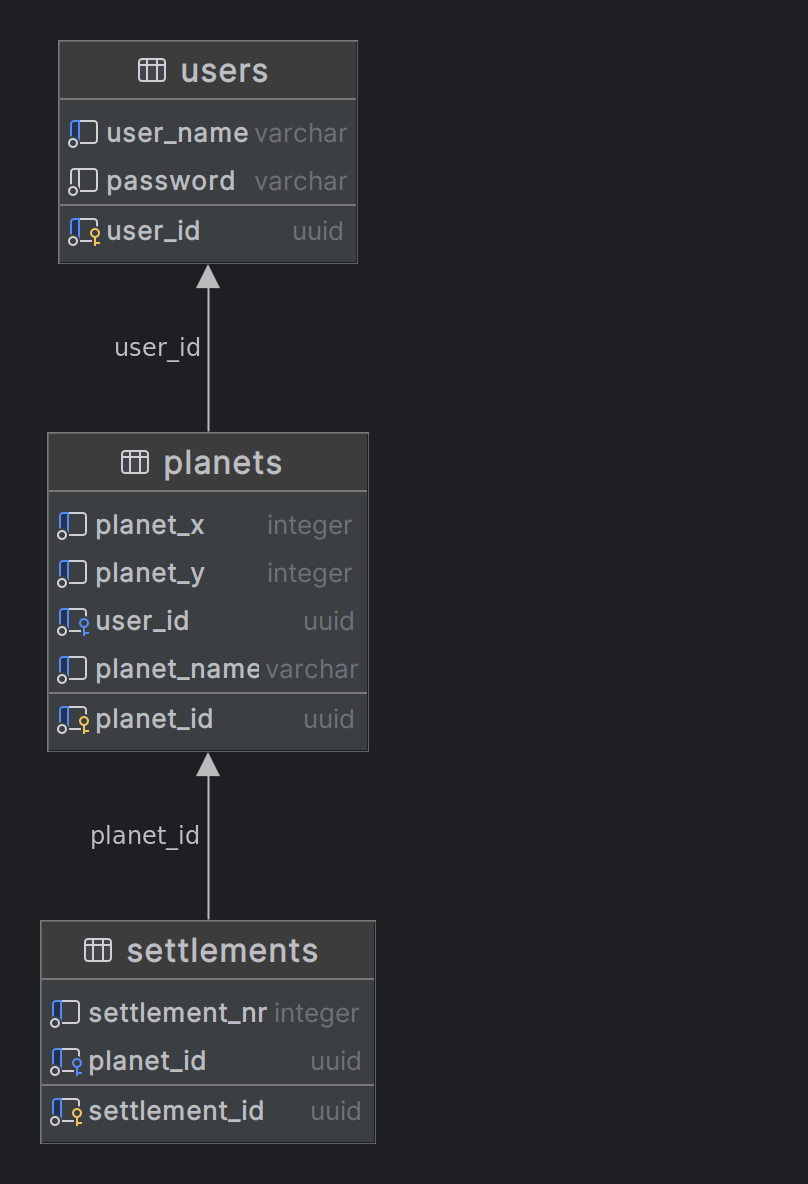 users
user_name varchar
password varchar
user_id uuid
user_id
planets
planet_x integer
planet_y integer
user_id uuid
planet_name varchar
planet_id uuid
planet_id
settlements
settlement_nr integer
planet_id uuid
settlement_id uuid